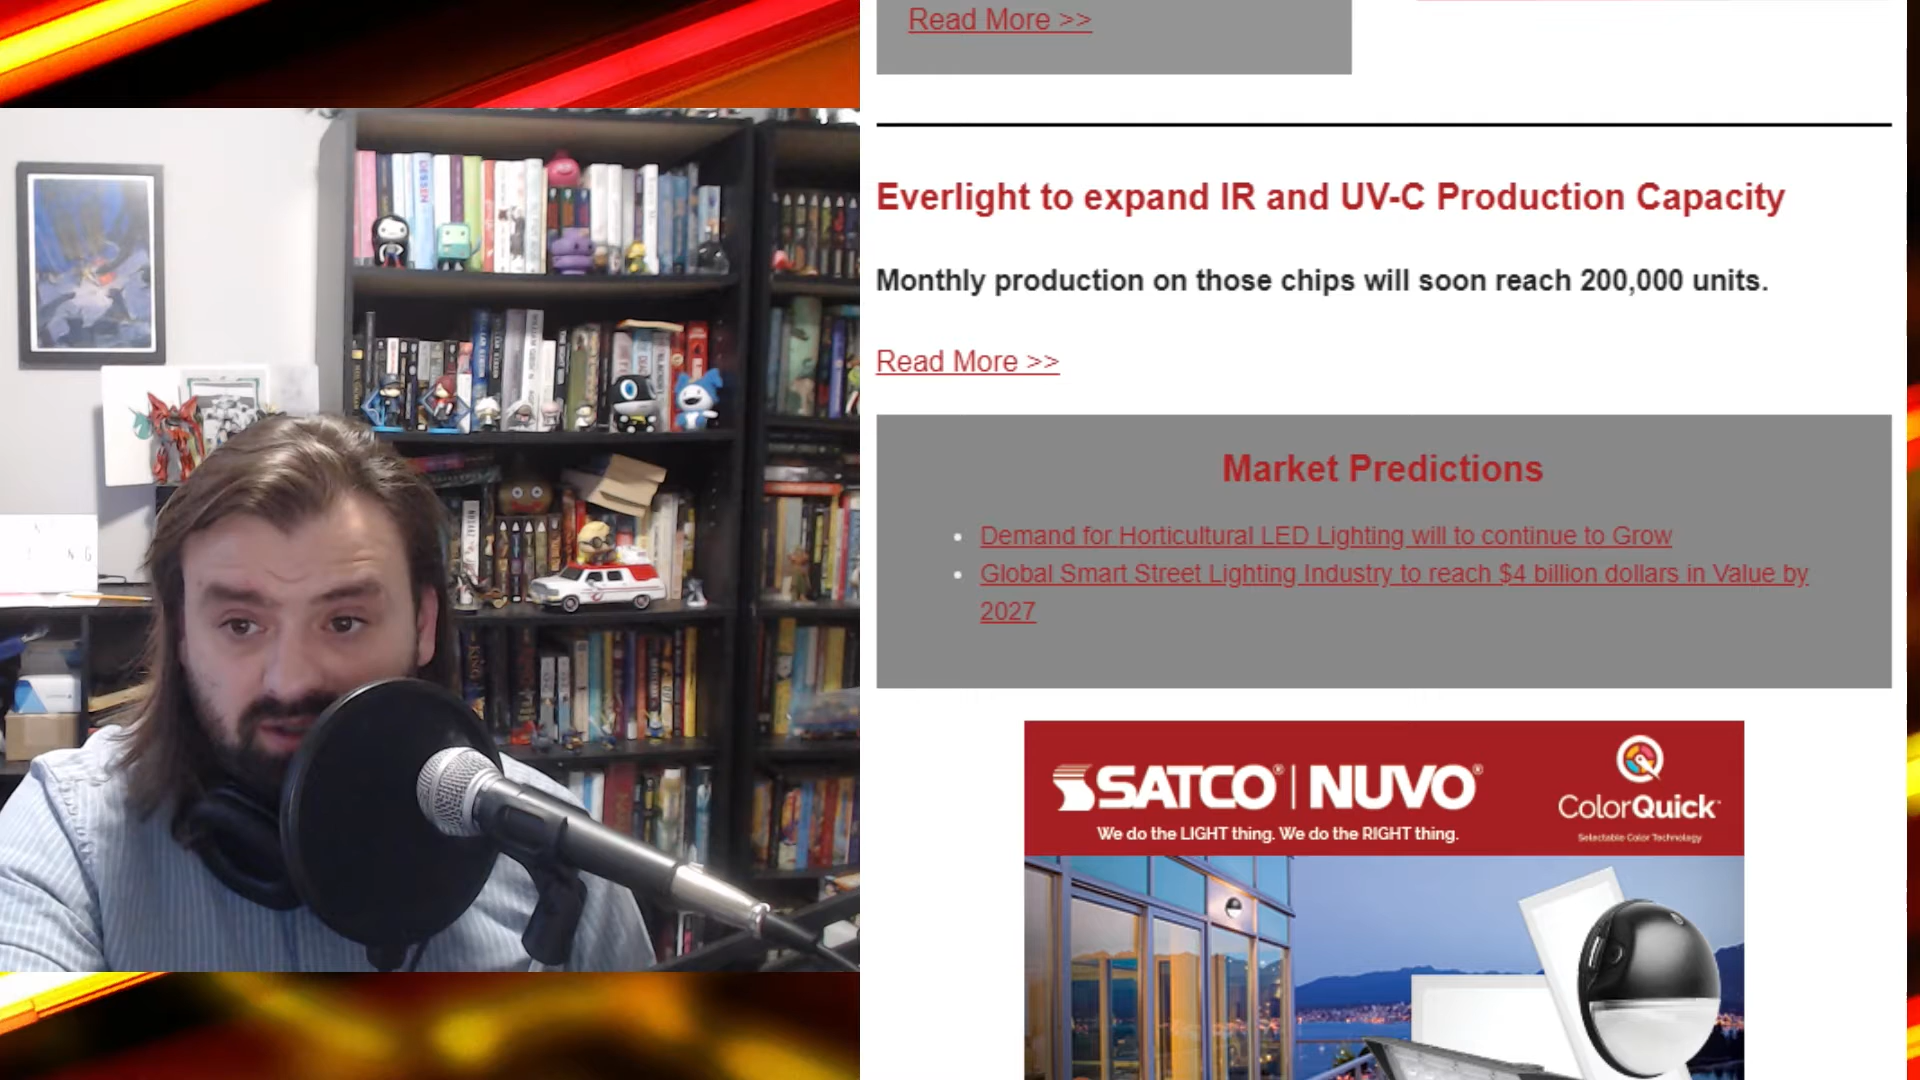 Read More >>
Everlight to expand IR and UV-C Production Capacity
Monthly production on those chips will soon reach 200,000 units.
Read More >>
Market Predictions
Demand for Horticultural LED Lighting will to continue to Grow
Global Smart Street Lighting Industry to reach $4 billion dollars in Value by
2027
SATCO® | NUVO®
We do the LIGHT thing. We do the RIGHT thing.
ColorQuick™
Selectable Color Technology
DESSEN
KING